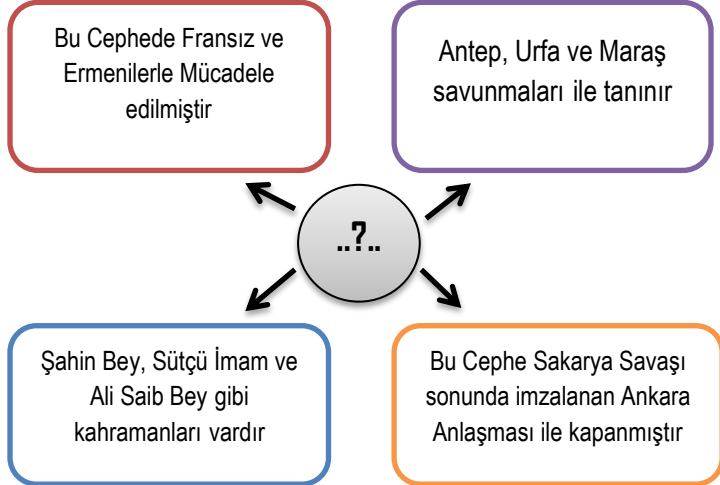 Bu Cephede Fransız ve
Ermenilerle Mücadele
edilmiştir
Antep, Urfa ve Maraş
savunmaları ile tanınır
..?..
Şahin Bey, Sütçü İmam ve
Ali Saib Bey gibi
kahramanları vardır
Bu Cephe Sakarya Savaşı
sonunda imzalanan Ankara
Anlaşması ile kapanmıştır